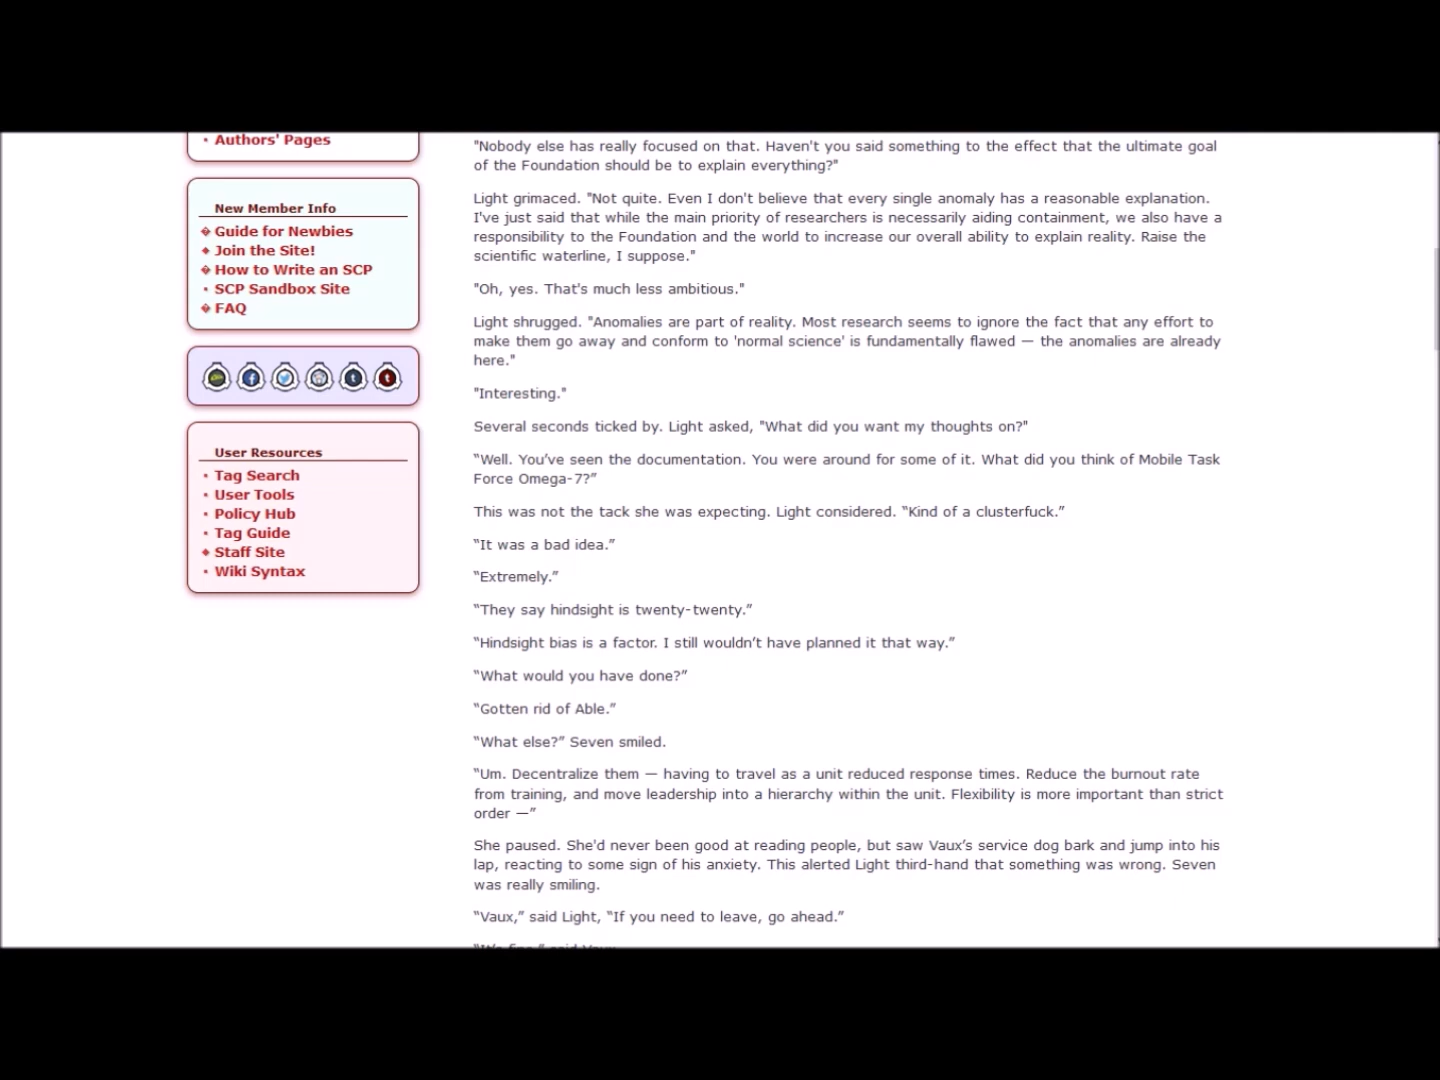 Authors' Pages
New Member Info
Guide for Newbies
Join the Site!
How to Write an SCP
SCP Sandbox Site
FAQ
User Resources
Tag Search
User Tools
Policy Hub
Tag Guide
Staff Site
Wiki Syntax
"Nobody else has really focused on that. Haven't you said something to the effect that the ultimate goal
of the Foundation should be to explain everything?"
Light grimaced. "Not quite. Even I don't believe that every single anomaly has a reasonable explanation.
I've just said that while the main priority of researchers is necessarily aiding containment, we also have a
responsibility to the Foundation and the world to increase our overall ability to explain reality. Raise the
scientific waterline, I suppose."
"Oh, yes. That's much less ambitious."
Light shrugged. "Anomalies are part of reality. Most research seems to ignore the fact that any effort to
make them go away and conform to 'normal science' is fundamentally flawed — the anomalies are already
here."
"Interesting."
Several seconds ticked by. Light asked, "What did you want my thoughts on?"
“Well. You’ve seen the documentation. You were around for some of it. What did you think of Mobile Task
Force Omega-7?”
This was not the tack she was expecting. Light considered. “Kind of a clusterfuck.”
“It was a bad idea.”
“Extremely.”
“They say hindsight is twenty-twenty.”
“Hindsight bias is a factor. I still wouldn’t have planned it that way.”
“What would you have done?”
“Gotten rid of Able.”
“What else?” Seven smiled.
“Um. Decentralize them — having to travel as a unit reduced response times. Reduce the burnout rate
from training, and move leadership into a hierarchy within the unit. Flexibility is more important than strict
order —”
She paused. She'd never been good at reading people, but saw Vaux’s service dog bark and jump into his
lap, reacting to some sign of his anxiety. This alerted Light third-hand that something was wrong. Seven
was really smiling.
“Vaux,” said Light, “If you need to leave, go ahead.”